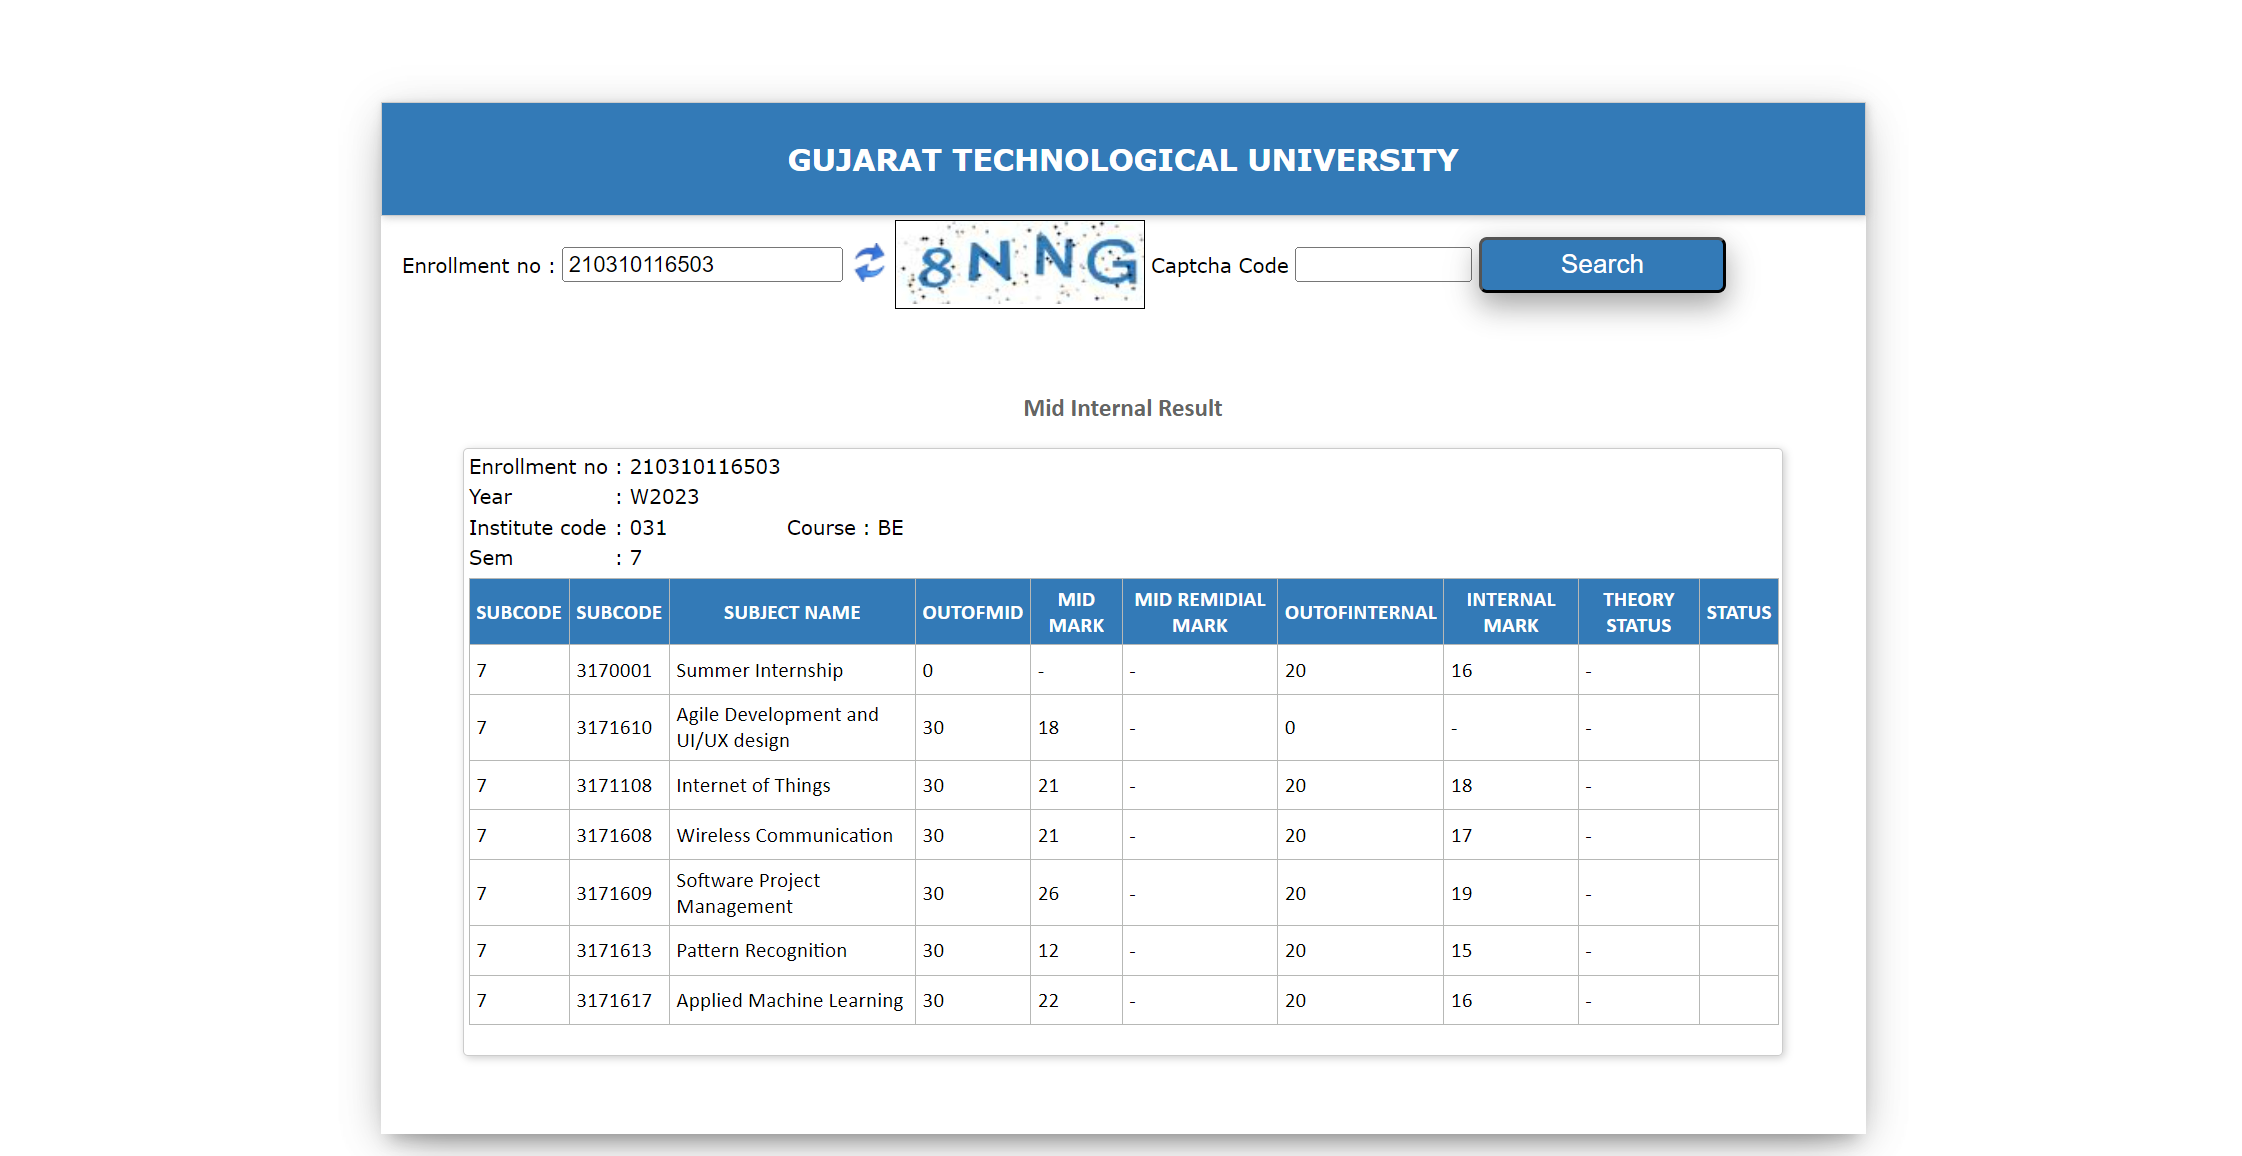 GUJARAT TECHNOLOGICAL UNIVERSITY
Enrollment no : 210310116503 8NNG Captcha Code Search
Mid Internal Result
Enrollment no : 210310116503
Year : W2023
Institute code : 031 Course : BE
Sem : 7
SUBCODE SUBCODE SUBJECT NAME OUTOFMID MID MARK MID REMIDIAL MARK OUTOFINTERNAL INTERNAL MARK THEORY STATUS STATUS
7 3170001 Summer Internship 0 - - 20 16 -
7 3171610 Agile Development and UI/UX design 30 18 - 0 - -
7 3171108 Internet of Things 30 21 - 20 18 -
7 3171608 Wireless Communication 30 21 - 20 17 -
7 3171609 Software Project Management 30 26 - 20 19 -
7 3171613 Pattern Recognition 30 12 - 20 15 -
7 3171617 Applied Machine Learning 30 22 - 20 16 -